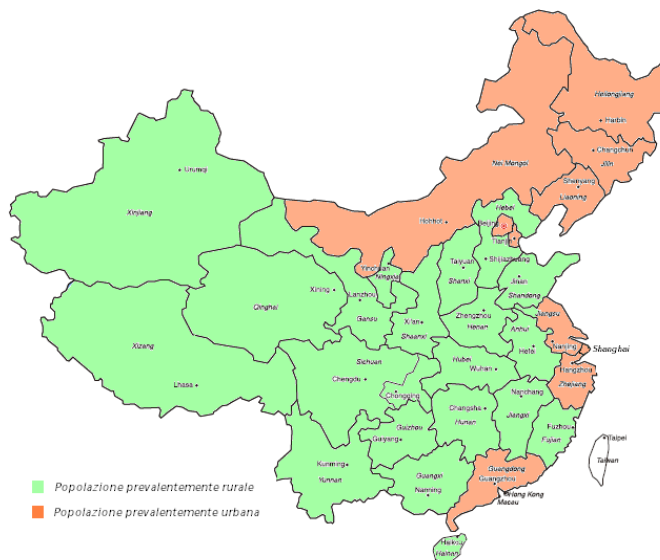 Heilongjiang
Harbin
Changchun
Jilin
Shenyang
Liaoning
Nei Mongol
Hohhot
Urumqi
Xinjiang
Hebei
Beijing
Tianjin
Yinchuan
Ningxia
Taiyuan
Shanxi
Shijiazhuang
Jinan
Shandong
Xining
Qinghai
Lanzhou
Gansu
Xi'an
Shaanxi
Zhengzhou
Henan
Jiangsu
Anhui
Nanjing
Hefei
Shanghai
Xizang
Lhasa
Sichuan
Chengdu
Chongqing
Hubei
Wuhan
Hangzhou
Zhejiang
Nanchang
Jiangxi
Changsha
Hunan
Guizhou
Guiyang
Fuzhou
Fujian
Taipei
Taiwan
Kunming
Yunnan
Guangxi
Nanning
Guangdong
Guangzhou
Hong Kong
Macau
Haikou
Hainan
Popolazione prevalentemente rurale
Popolazione prevalentemente urbana